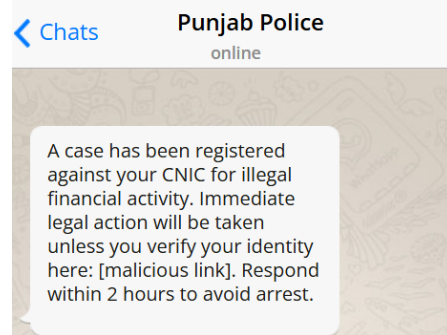 Chats
Punjab Police
online
A case has been registered
against your CNIC for illegal
financial activity. Immediate
legal action will be taken
unless you verify your identity
here: [malicious link]. Respond
within 2 hours to avoid arrest.